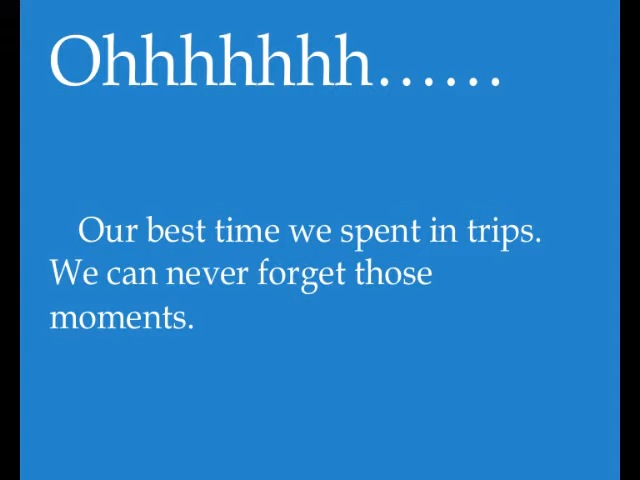 Ohhhhhhh……
Our best time we spent in trips.
We can never forget those
moments.